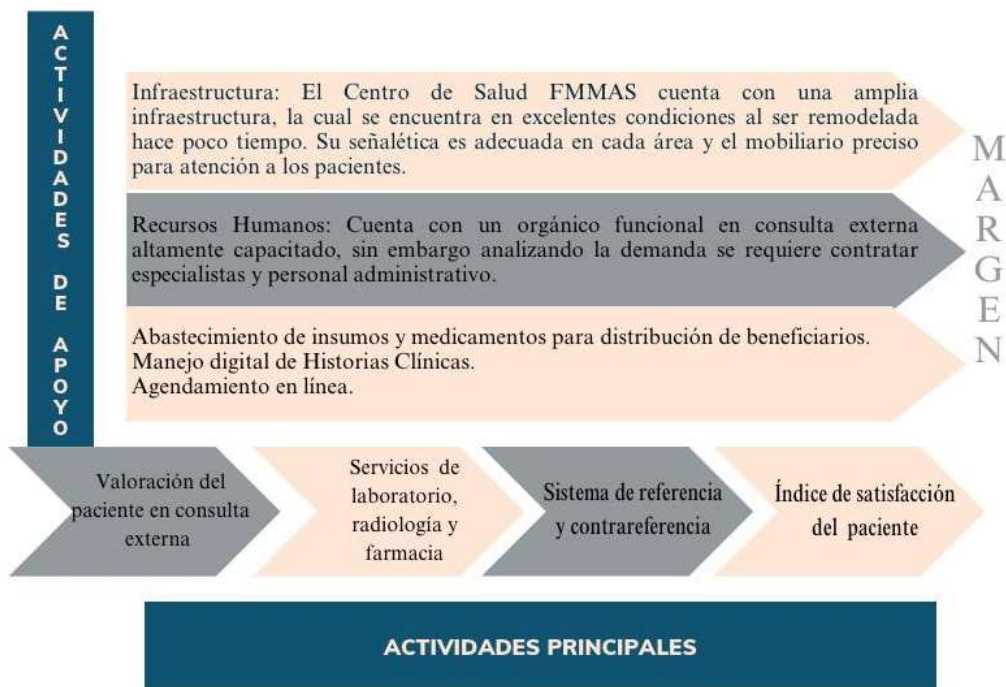 ACTIVIDADES DE APOYO
Infraestructura: El Centro de Salud FMMAS cuenta con una amplia
infraestructura, la cual se encuentra en excelentes condiciones al ser remodelada
hace poco tiempo. Su señalética es adecuada en cada área y el mobiliario preciso
para atención a los pacientes.
Recursos Humanos: Cuenta con un orgánico funcional en consulta externa
altamente capacitado, sin embargo analizando la demanda se requiere contratar
especialistas y personal administrativo.
Abastecimiento de insumos y medicamentos para distribución de beneficiarios.
Manejo digital de Historias Clínicas.
Agendamiento en línea.
MARGEN
Valoración del
paciente en consulta
externa
Servicios de
laboratorio,
radiología y
farmacia
Sistema de referencia
y contrareferencia
Índice de satisfacción
del paciente
ACTIVIDADES PRINCIPALES